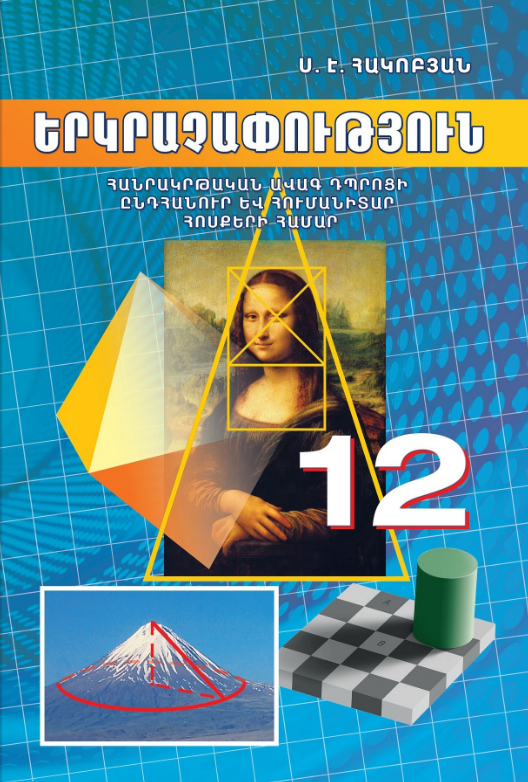 Ս. Է. ՀԱԿՈԲՅԱՆ
ԵՐԿՐԱՉԱՓՈՒԹՅՈՒՆ
ՀԱՆՐԱԿՐԹԱԿԱՆ ԱՎԱԳ ԴՊՐՈՑԻ
ԸՆԴՀԱՆՈՒՐ ԵՎ ՀՈՒՄԱՆԻՏԱՐ
ՀՈՍՔԵՐԻ ՀԱՄԱՐ
12
A
B